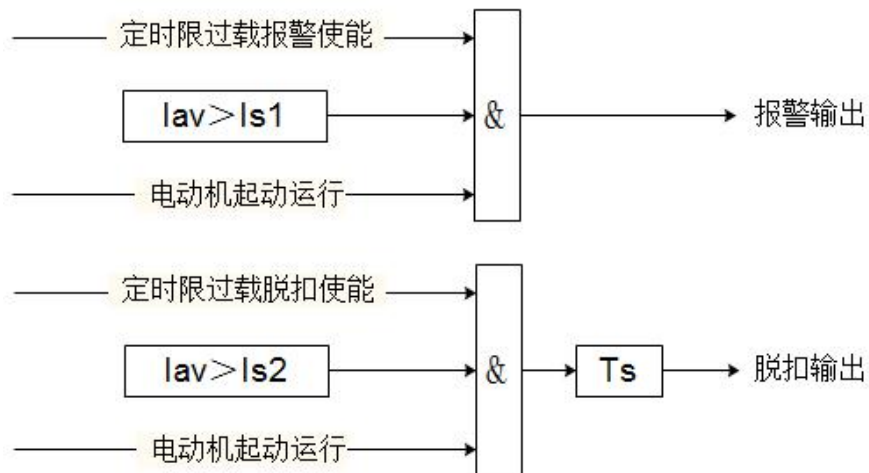 定时限过载报警使能
Iav＞Is1
&
报警输出
电动机起动运行
定时限过载脱扣使能
Iav＞Is2
&
Ts
脱扣输出
电动机起动运行